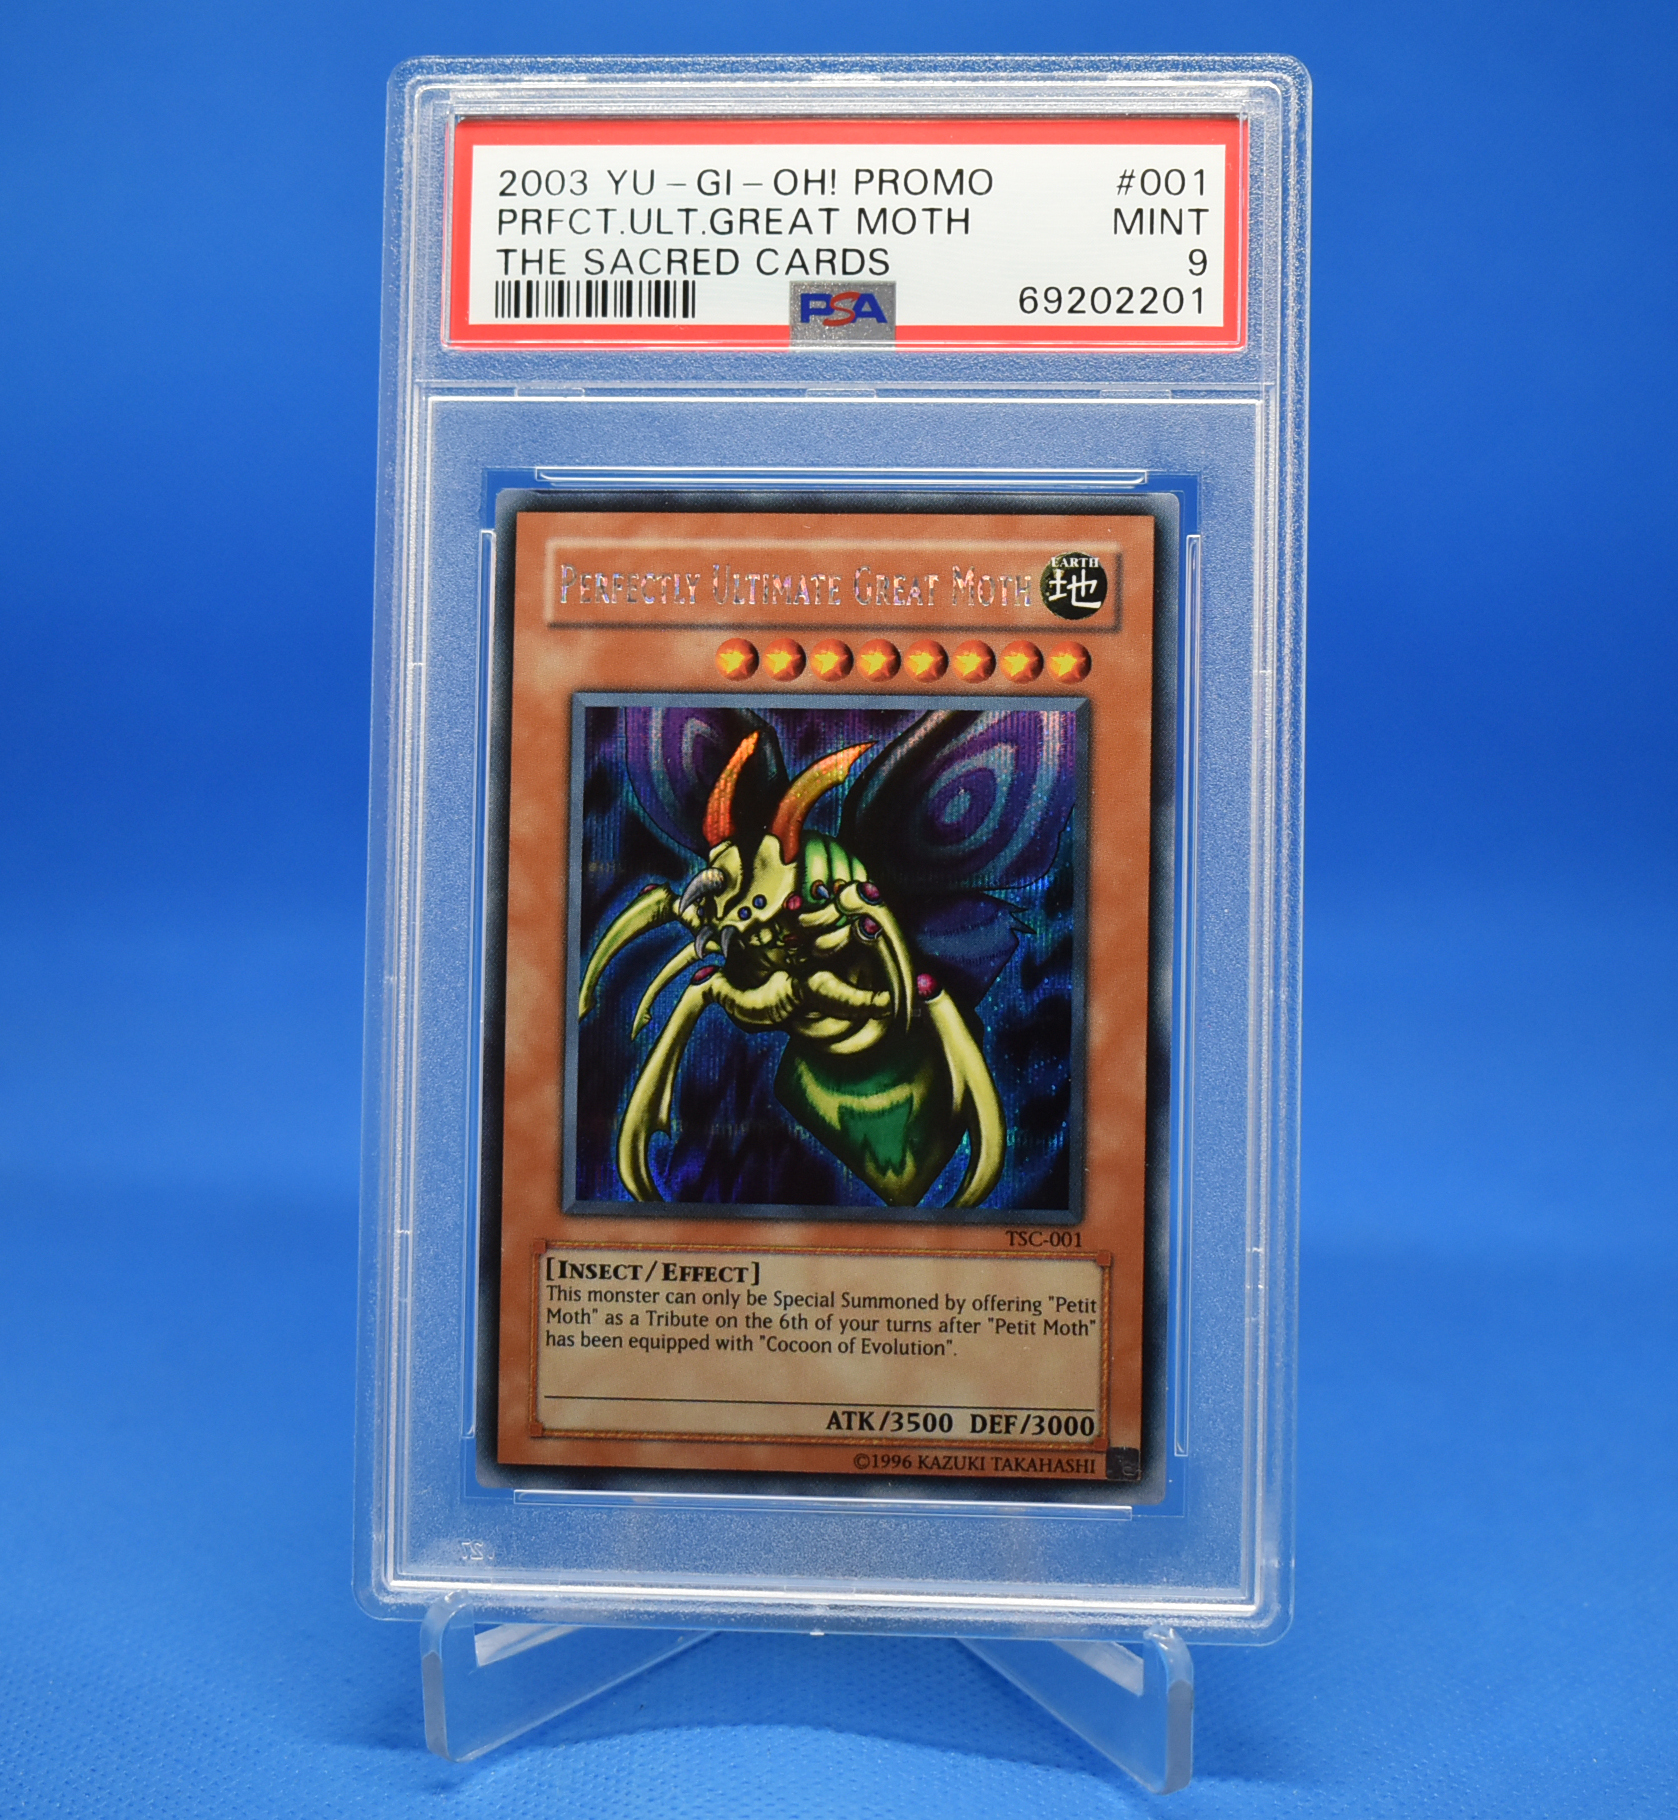 2003 YU-GI-OH! PROMO #001
PRFCT.ULT.GREAT MOTH MINT
THE SACRED CARDS 9
PSA 69202201
PERFECTLY ULTIMATE GREAT MOTH
EARTH
地
TSC-001
[INSECT/EFFECT]
This monster can only be Special Summoned by offering "Petit
Moth" as a Tribute on the 6th of your turns after "Petit Moth"
has been equipped with "Cocoon of Evolution".
ATK/3500 DEF/3000
©1996 KAZUKI TAKAHASHI